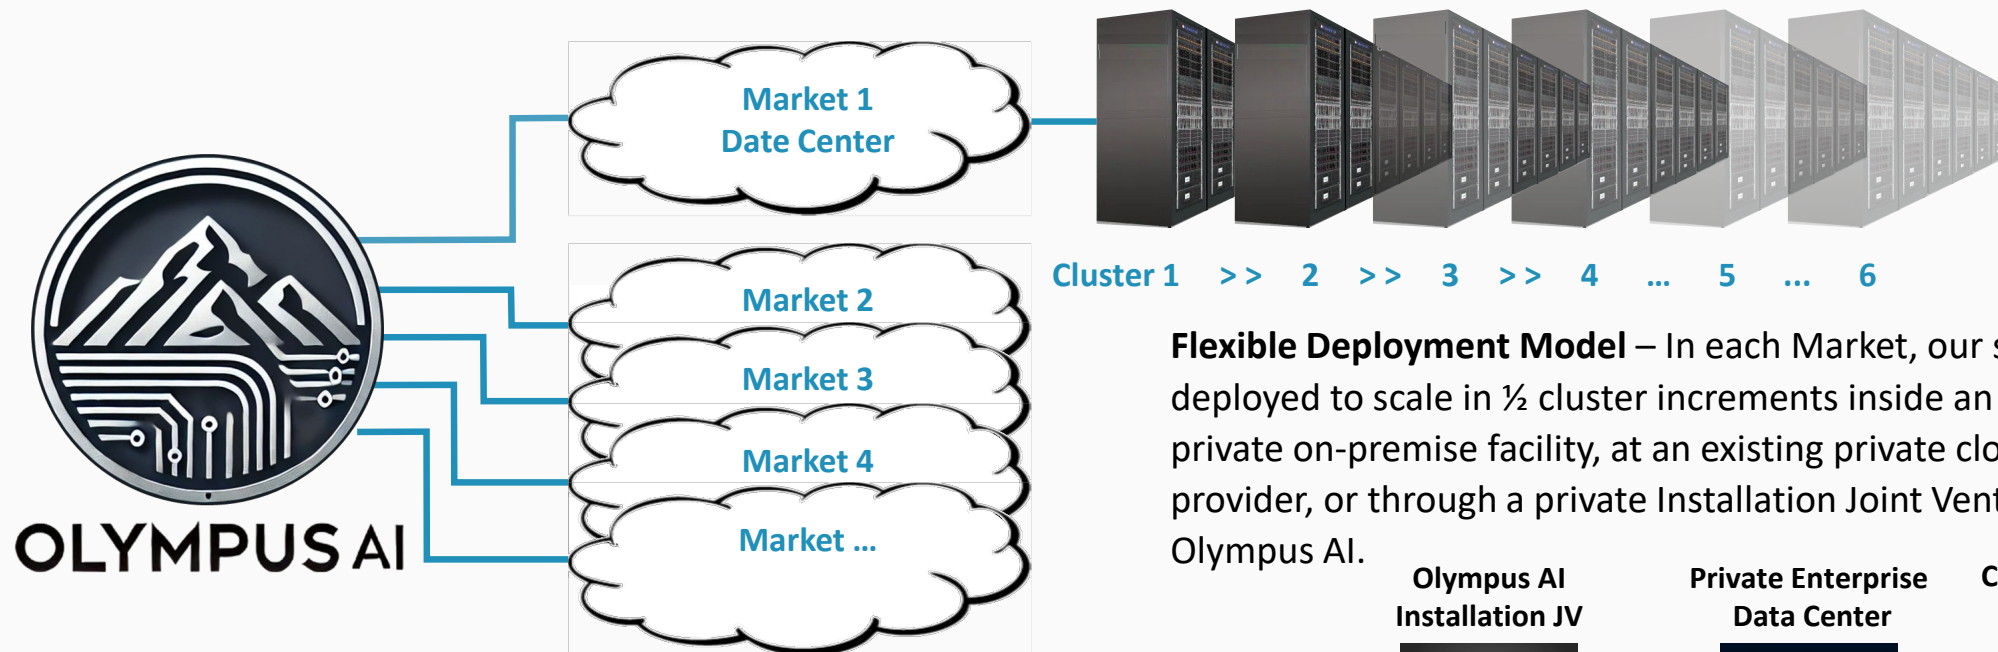 Market 1
Date Center
Market 2
Market 3
Market 4
Market ...
OLYMPUS AI
Cluster 1 >> 2 >> 3 >> 4 ... 5 ... 6
Flexible Deployment Model – In each Market, our
deployed to scale in ½ cluster increments inside an
private on-premise facility, at an existing private
provider, or through a private Installation Joint
Olympus AI.
Olympus AI
Installation JV
Private Enterprise
Data Center